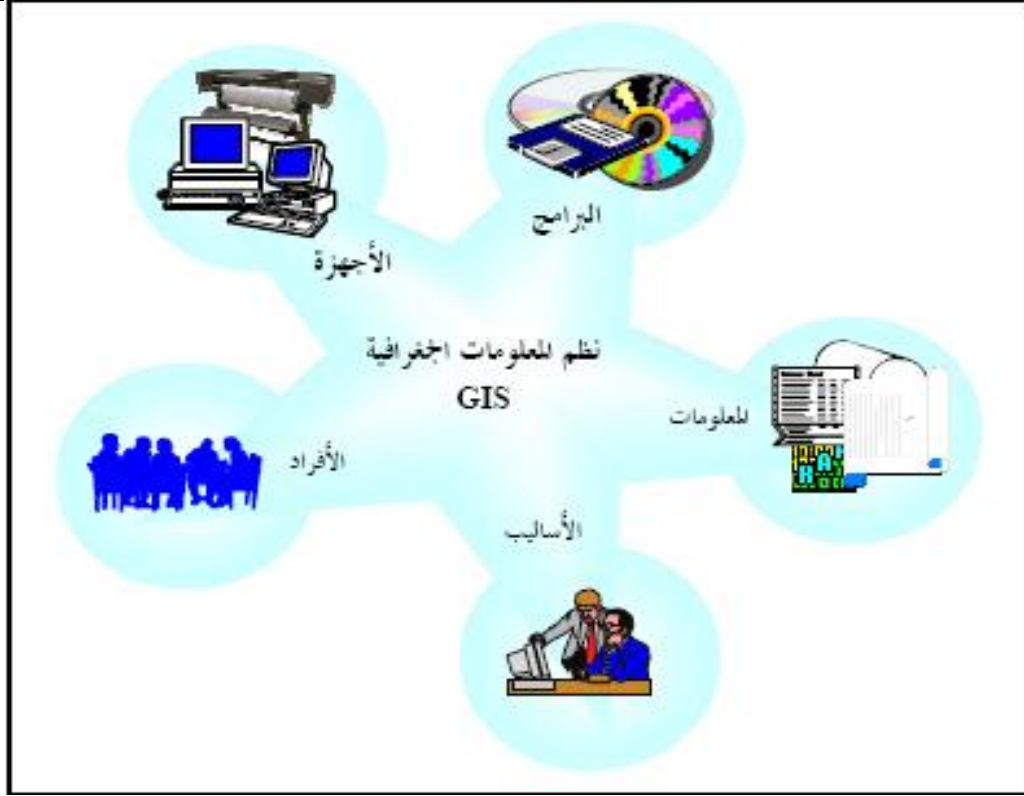 البرامج
الأجهزة
نظم المعلومات الجغرافية
GIS
المعلومات
الأفراد
الأساليب